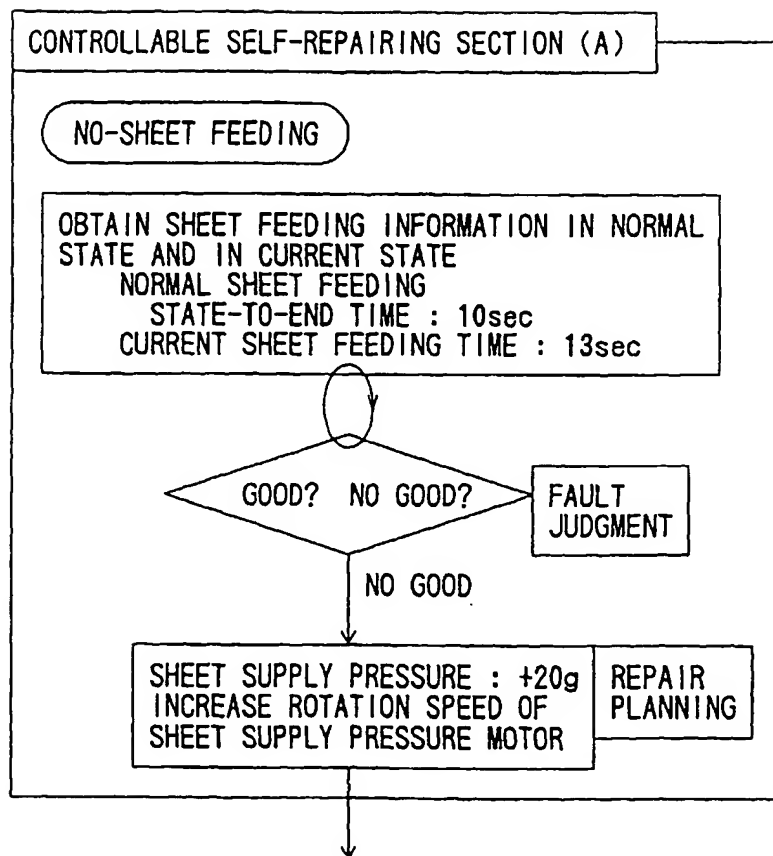 CONTROLLABLE SELF-REPAIRING SECTION (A)
NO-SHEET FEEDING
OBTAIN SHEET FEEDING INFORMATION IN NORMAL
STATE AND IN CURRENT STATE
NORMAL SHEET FEEDING
STATE-TO-END TIME : 10sec
CURRENT SHEET FEEDING TIME : 13sec
GOOD? NO GOOD?
FAULT
JUDGMENT
NO GOOD
SHEET SUPPLY PRESSURE : +20g
INCREASE ROTATION SPEED OF
SHEET SUPPLY PRESSURE MOTOR
REPAIR
PLANNING